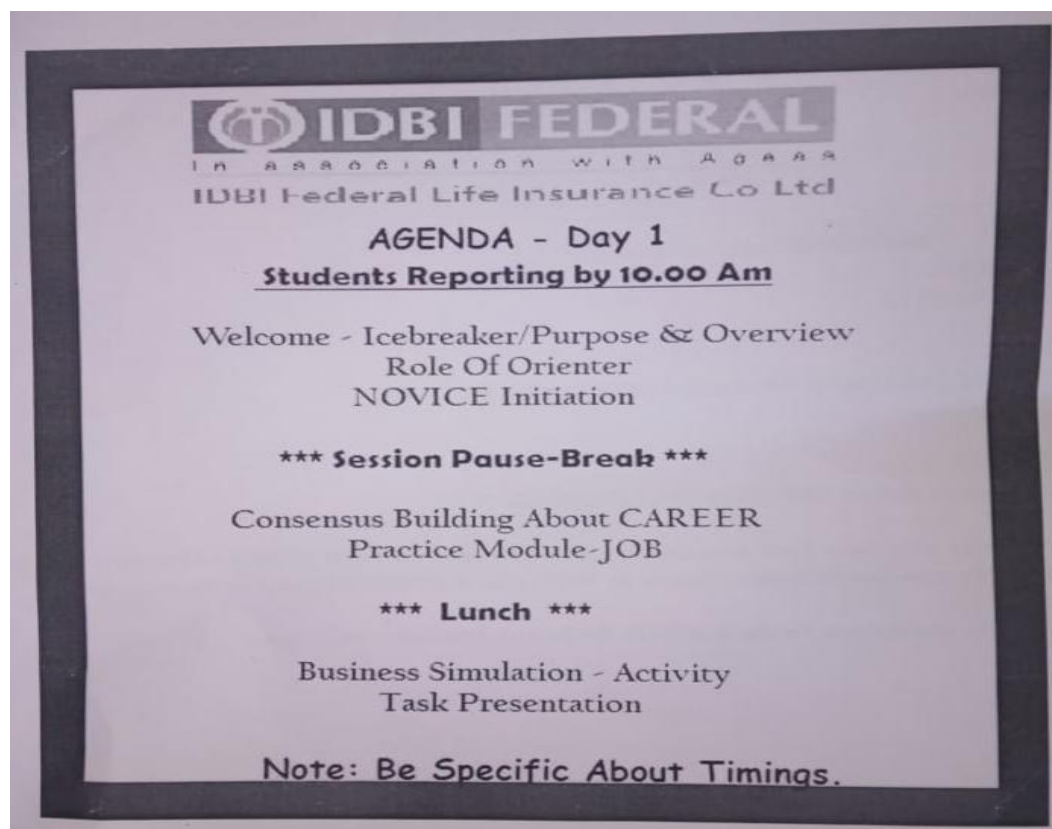 IDBI FEDERAL
In association with Ageas
IDBI Federal Life Insurance Co Ltd
AGENDA - Day 1
Students Reporting by 10.00 Am
Welcome - Icebreaker/Purpose & Overview
Role Of Orienter
NOVICE Initiation
*** Session Pause-Break ***
Consensus Building About CAREER
Practice Module-JOB
*** Lunch ***
Business Simulation - Activity
Task Presentation
Note: Be Specific About Timings.